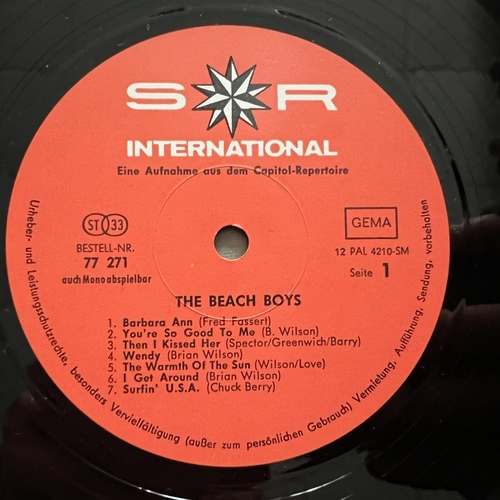 S R
INTERNATIONAL
Eine Aufnahme aus dem Capitol-Repertoire
ST 33
BESTELL-NR.
77 271
auch Mono abspielbar
GEMA
12 PAL 4210-SM
Seite 1
THE BEACH BOYS
1. Barbara Ann (Fred Fassert)
2. You're So Good To Me (B. Wilson)
3. Then I Kissed Her (Spector/Greenwich/Barry)
4. Wendy (Brian Wilson)
5. The Warmth Of The Sun (Wilson/Love)
6. I Get Around (Brian Wilson)
7. Surfin' U.S.A. (Chuck Berry)
Urheber- und Leistungsschutzrechte, besonders Vervielfältigung (außer zum persönlichen Gebrauch) Vermietung, Aufführung, Sendung, vorbehalten